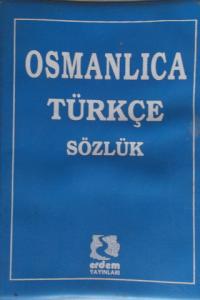 OSMANLICA
TÜRKÇE
SÖZLÜK
erdem
YAYINLARI